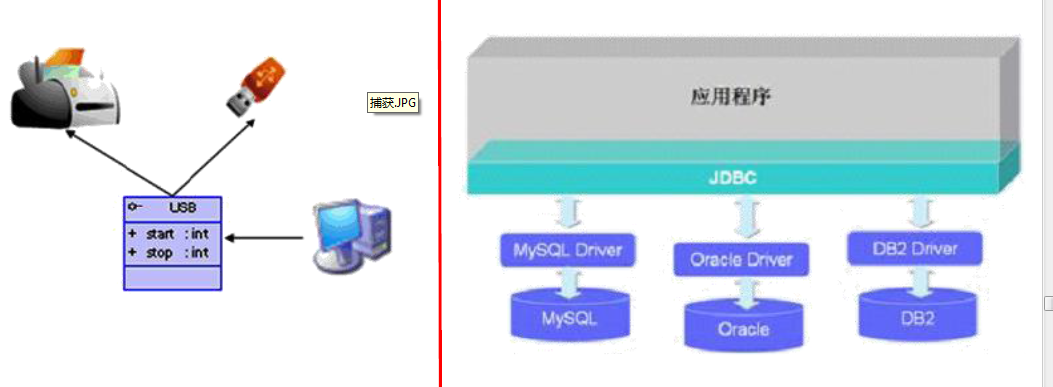 捕获.JPG
USB
+ start : int
+ stop : int
应用程序
JDBC
MySQL Driver
Oracle Driver
DB2 Driver
MySQL
Oracle
DB2